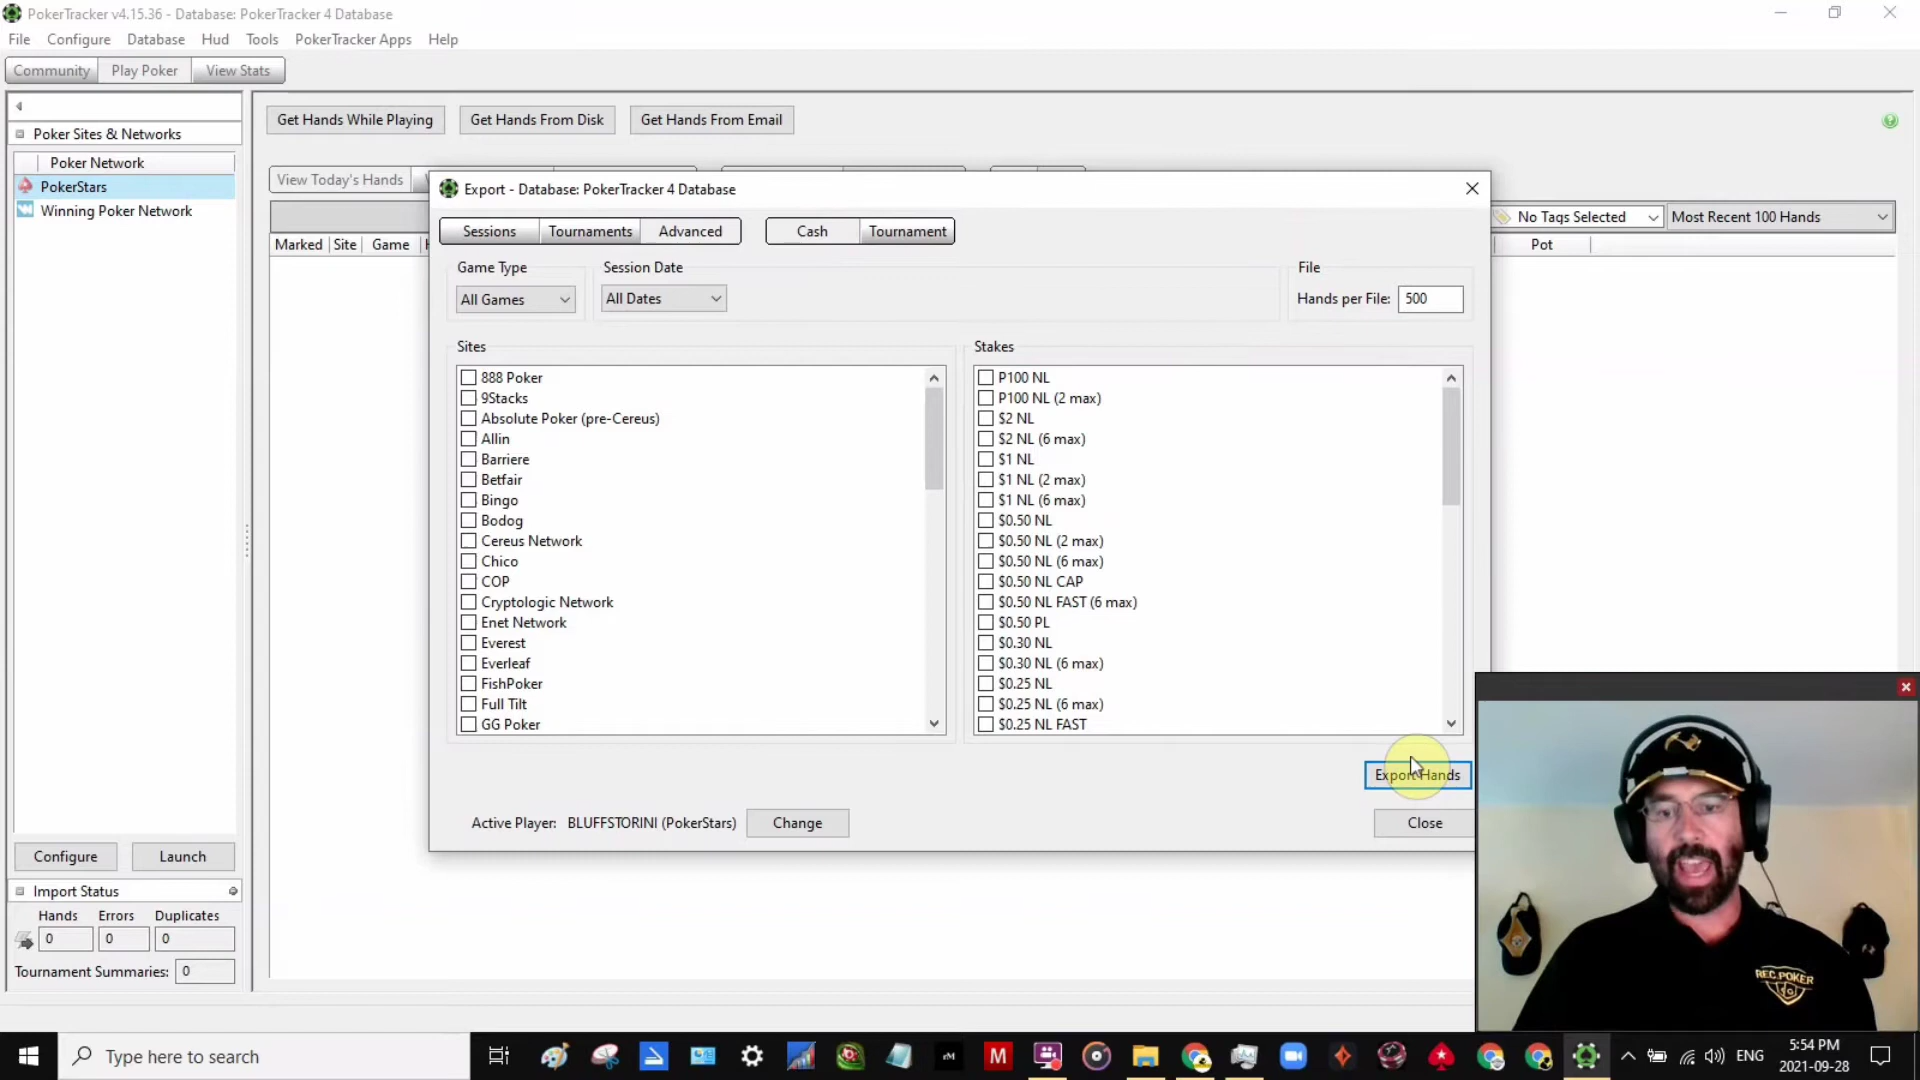 PokerTracker v4.15.36 - Database: PokerTracker 4 Database
File Configure Database Hud Tools PokerTracker Apps Help
Community Play Poker View Stats
Get Hands While Playing Get Hands From Disk Get Hands From Email
Poker Sites & Networks
Poker Network
PokerStars
Winning Poker Network
View Today's Hands
No Tags Selected Most Recent 100 Hands
Marked Site Game Pot
Export - Database: PokerTracker 4 Database
Sessions Tournaments Advanced Cash Tournament
Game Type Session Date File
All Games All Dates Hands per File: 500
Sites
888 Poker
9Stacks
Absolute Poker (pre-Cereus)
Allin
Barriere
Betfair
Bingo
Bodog
Cereus Network
Chico
COP
Cryptologic Network
Enet Network
Everest
Everleaf
FishPoker
Full Tilt
GG Poker
Stakes
P100 NL
P100 NL (2 max)
$2 NL
$2 NL (6 max)
$1 NL
$1 NL (2 max)
$1 NL (6 max)
$0.50 NL
$0.50 NL (2 max)
$0.50 NL (6 max)
$0.50 NL CAP
$0.50 NL FAST (6 max)
$0.50 PL
$0.30 NL
$0.30 NL (6 max)
$0.25 NL
$0.25 NL (6 max)
$0.25 NL FAST
Export Hands
Active Player: BLUFFSTORINI (PokerStars) Change Close
Configure Launch
Import Status
Hands Errors Duplicates
0 0 0
Tournament Summaries: 0
REC.POKER
Type here to search
rM
M
ENG
5:54 PM
2021-09-28